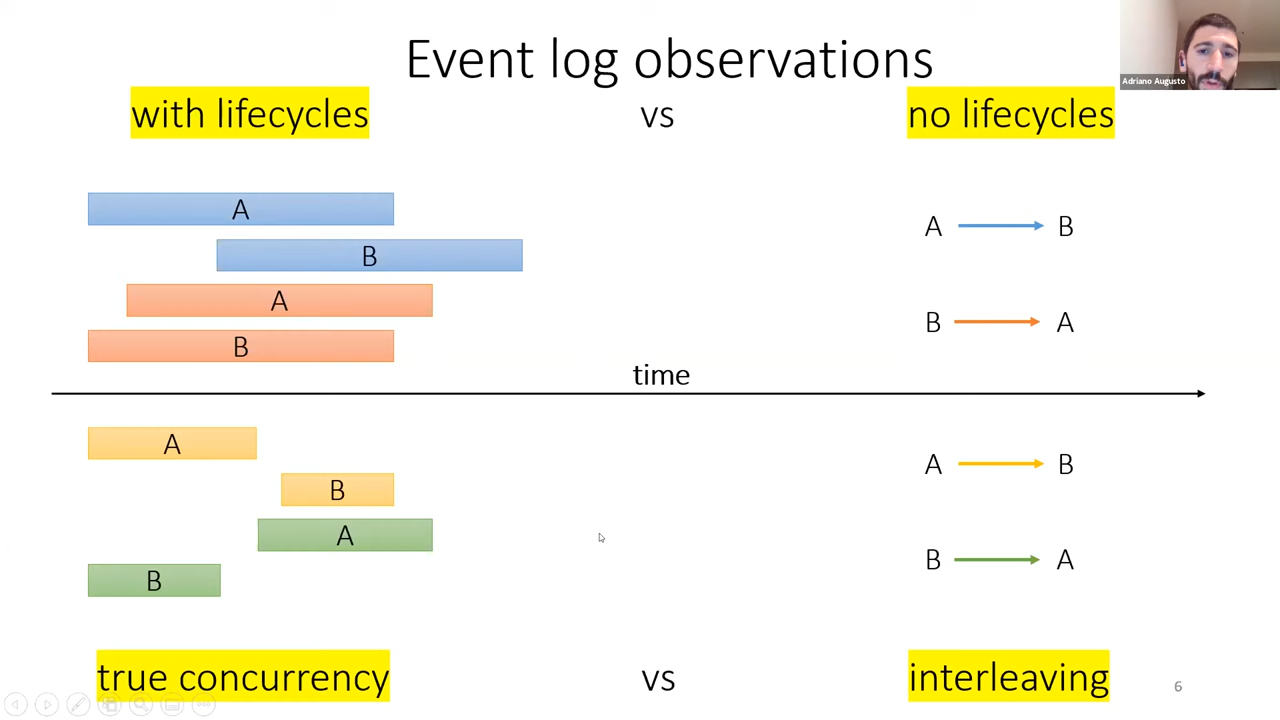 Event log observations
Adriano Augusto
with lifecycles vs no lifecycles
A
B
A
B
A B
B A
time
A
B
A
B
A B
B A
true concurrency vs interleaving
6